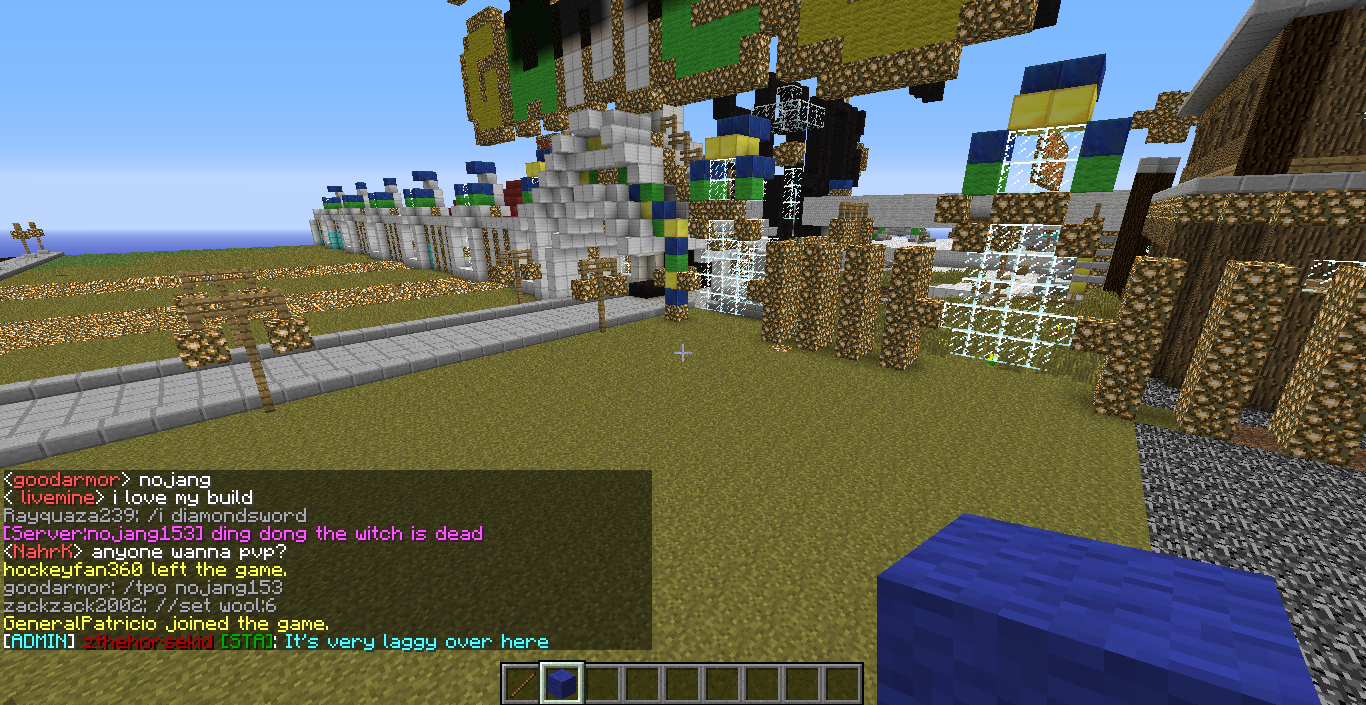 <goodarmor> nojang
< livemine> i love my build
Rayquaza239: /i diamondsword
[Server:nojang153] ding dong the witch is dead
<NahrK> anyone wanna pvp?
hockeyfan360 left the game.
goodarmor: /tpo nojang153
zackzack2002: //set wool:6
GeneralPatricio joined the game.
[ADMIN] zthehorsekid [STA]: It's very laggy over here